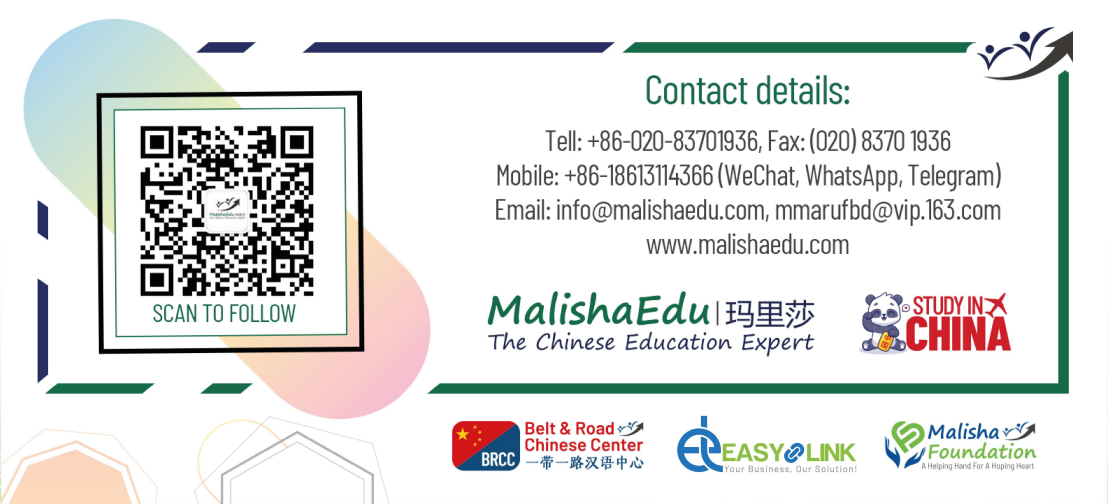 Contact details:
Tell: +86-020-83701936, Fax: (020) 8370 1936
Mobile: +86-18613114366 (WeChat, WhatsApp, Telegram)
Email: info@malishaedu.com, mmarufbd@vip.163.com
www.malishaedu.com
SCAN TO FOLLOW
MalishaEdu | 玛里莎
The Chinese Education Expert
STUDY IN
CHINA
BRCC
Belt & Road
Chinese Center
一带一路汉语中心
EASY LINK
Your Business, Our Solution!
Malisha
Foundation
A Helping Hand For A Hoping Heart